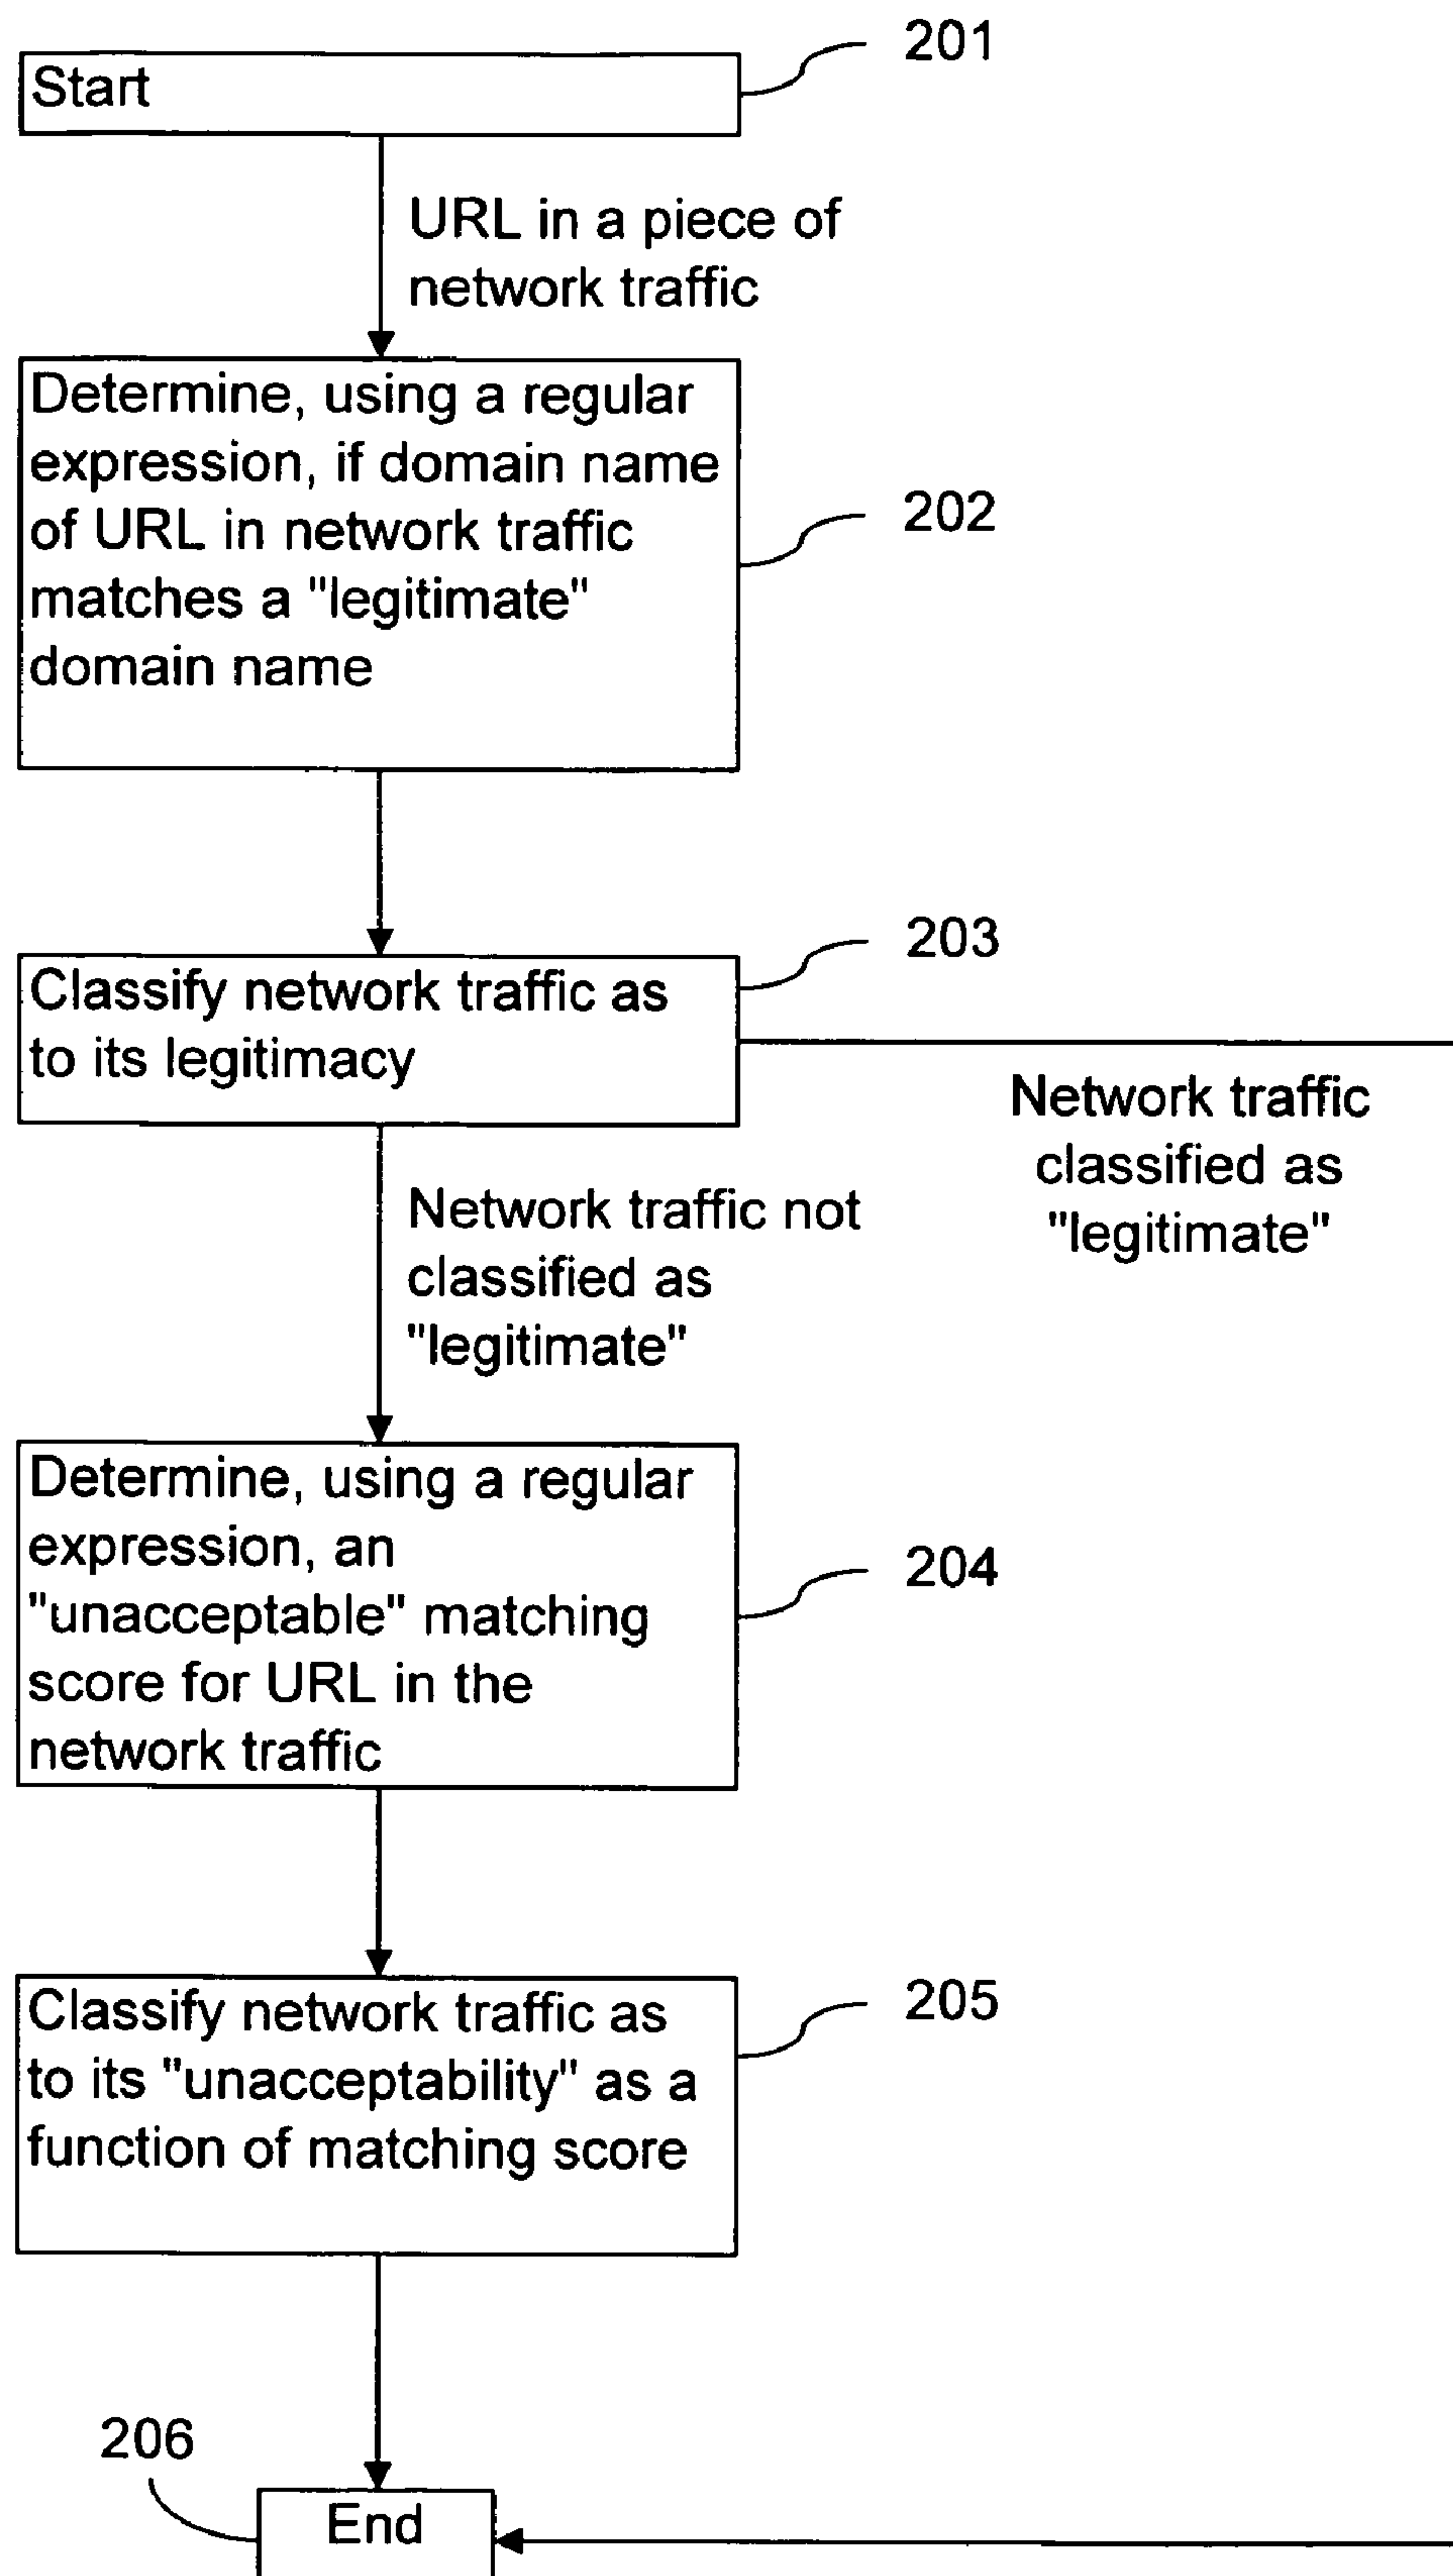 201
Start
URL in a piece of
network traffic
Determine, using a regular
expression, if domain name
of URL in network traffic
matches a "legitimate"
domain name
202
203
Classify network traffic as
to its legitimacy
Network traffic
classified as
"legitimate"
Network traffic not
classified as
"legitimate"
Determine, using a regular
expression, an
"unacceptable" matching
score for URL in the
network traffic
204
Classify network traffic as
to its "unacceptability" as a
function of matching score
205
206
End